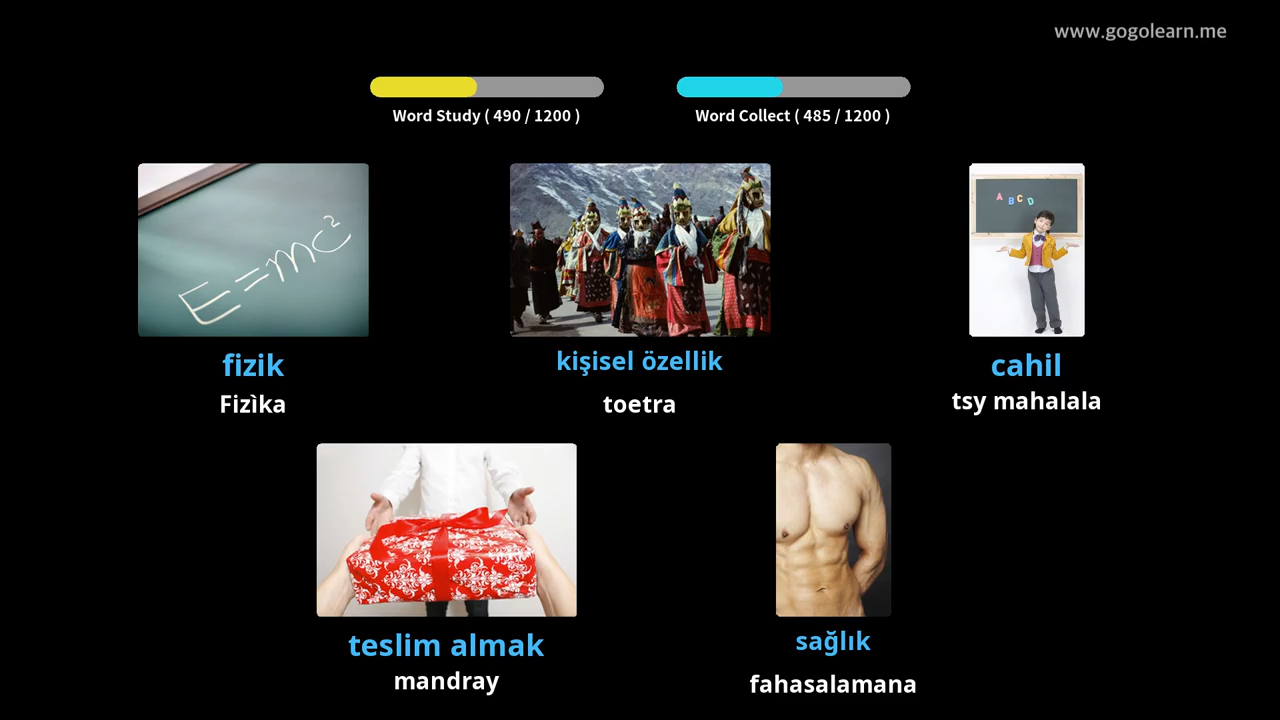 www.gogolearn.me
Word Study ( 490 / 1200 )
Word Collect ( 485 / 1200 )
E=mc²
A B C D
fizik
Fizìka
kişisel özellik
toetra
cahil
tsy mahalala
teslim almak
mandray
sağlık
fahasalamana